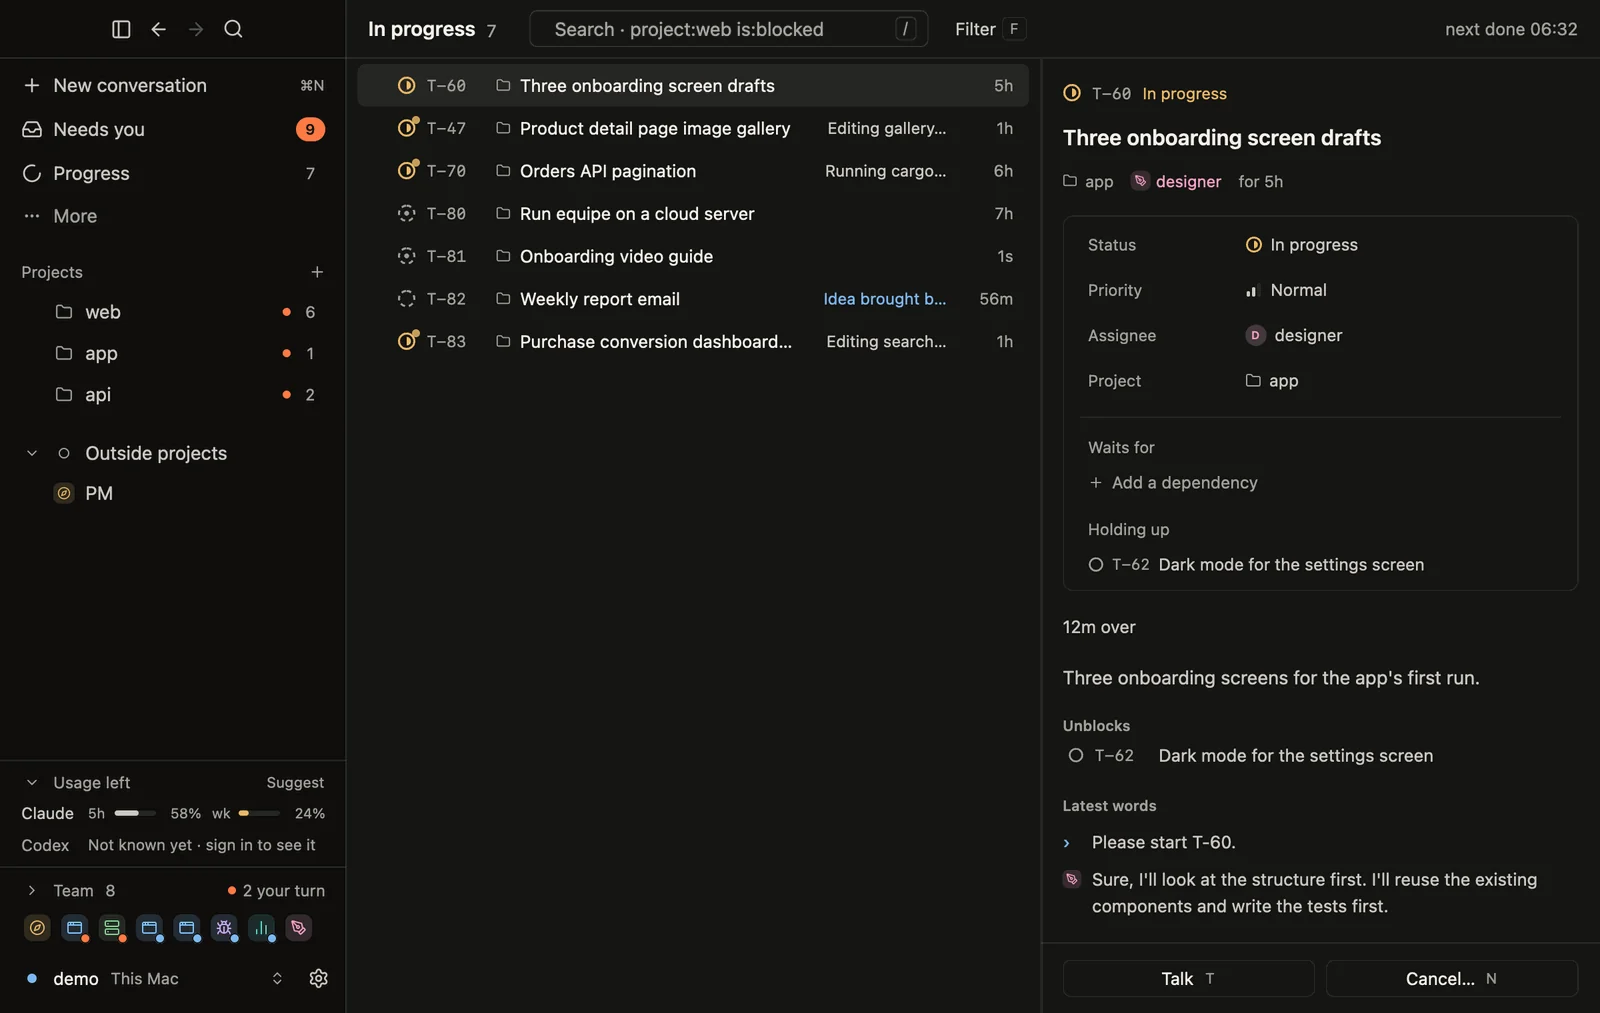 In progress 7
Search · project:web is:blocked /
Filter F
next done 06:32
New conversation ⌘N
Needs you 9
Progress 7
More
Projects
web 6
app 1
api 2
Outside projects
PM
Usage left Suggest
Claude 5h 58% wk 24%
Codex Not known yet · sign in to see it
Team 8 2 your turn
demo This Mac
T-60 Three onboarding screen drafts 5h
T-47 Product detail page image gallery Editing gallery... 1h
T-70 Orders API pagination Running cargo... 6h
T-80 Run equipe on a cloud server 7h
T-81 Onboarding video guide 1s
T-82 Weekly report email Idea brought b... 56m
T-83 Purchase conversion dashboard... Editing search... 1h
T-60 In progress
Three onboarding screen drafts
app designer for 5h
Status In progress
Priority Normal
Assignee D designer
Project app
Waits for
+ Add a dependency
Holding up
T-62 Dark mode for the settings screen
12m over
Three onboarding screens for the app's first run.
Unblocks
T-62 Dark mode for the settings screen
Latest words
› Please start T-60.
Sure, I'll look at the structure first. I'll reuse the existing
components and write the tests first.
Talk T
Cancel... N